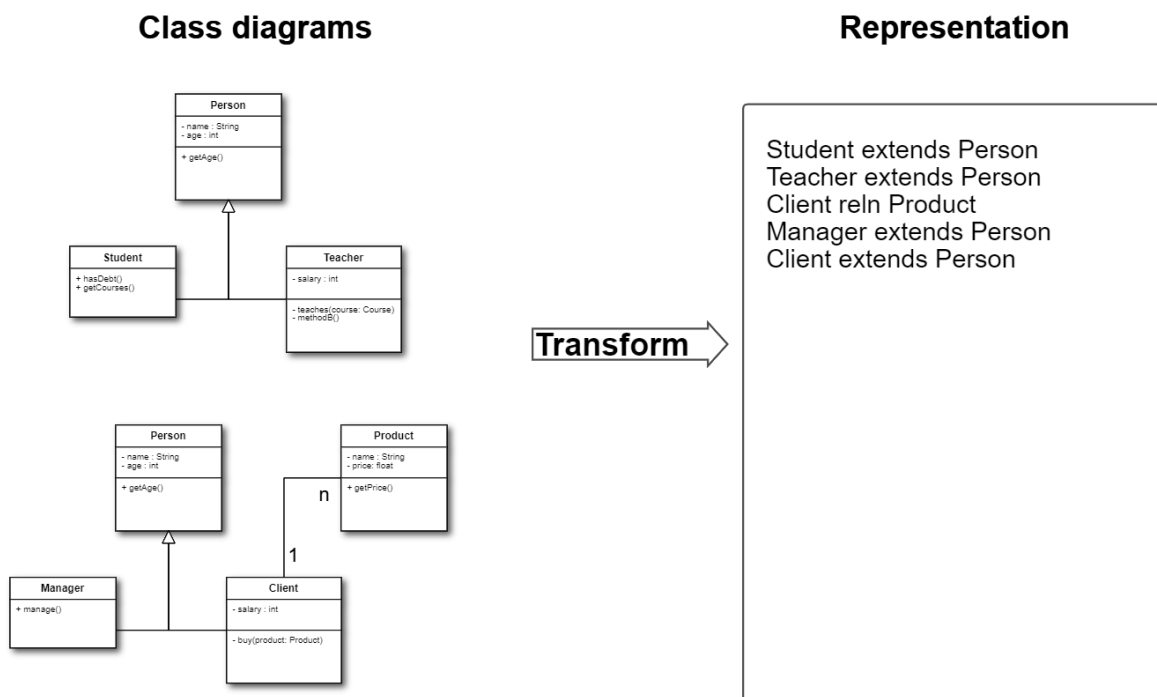 Class diagrams
Representation
Person
- name : String
- age : int
+ getAge()
Student
+ hasDebt()
+ getCourses()
Teacher
- salary : int
- teaches(course: Course)
- methodB()
Person
- name : String
- age : int
+ getAge()
Product
- name : String
- price: float
+ getPrice()
n
1
Manager
+ manage()
Client
- salary : int
- buy(product: Product)
Transform
Student extends Person
Teacher extends Person
Client reln Product
Manager extends Person
Client extends Person